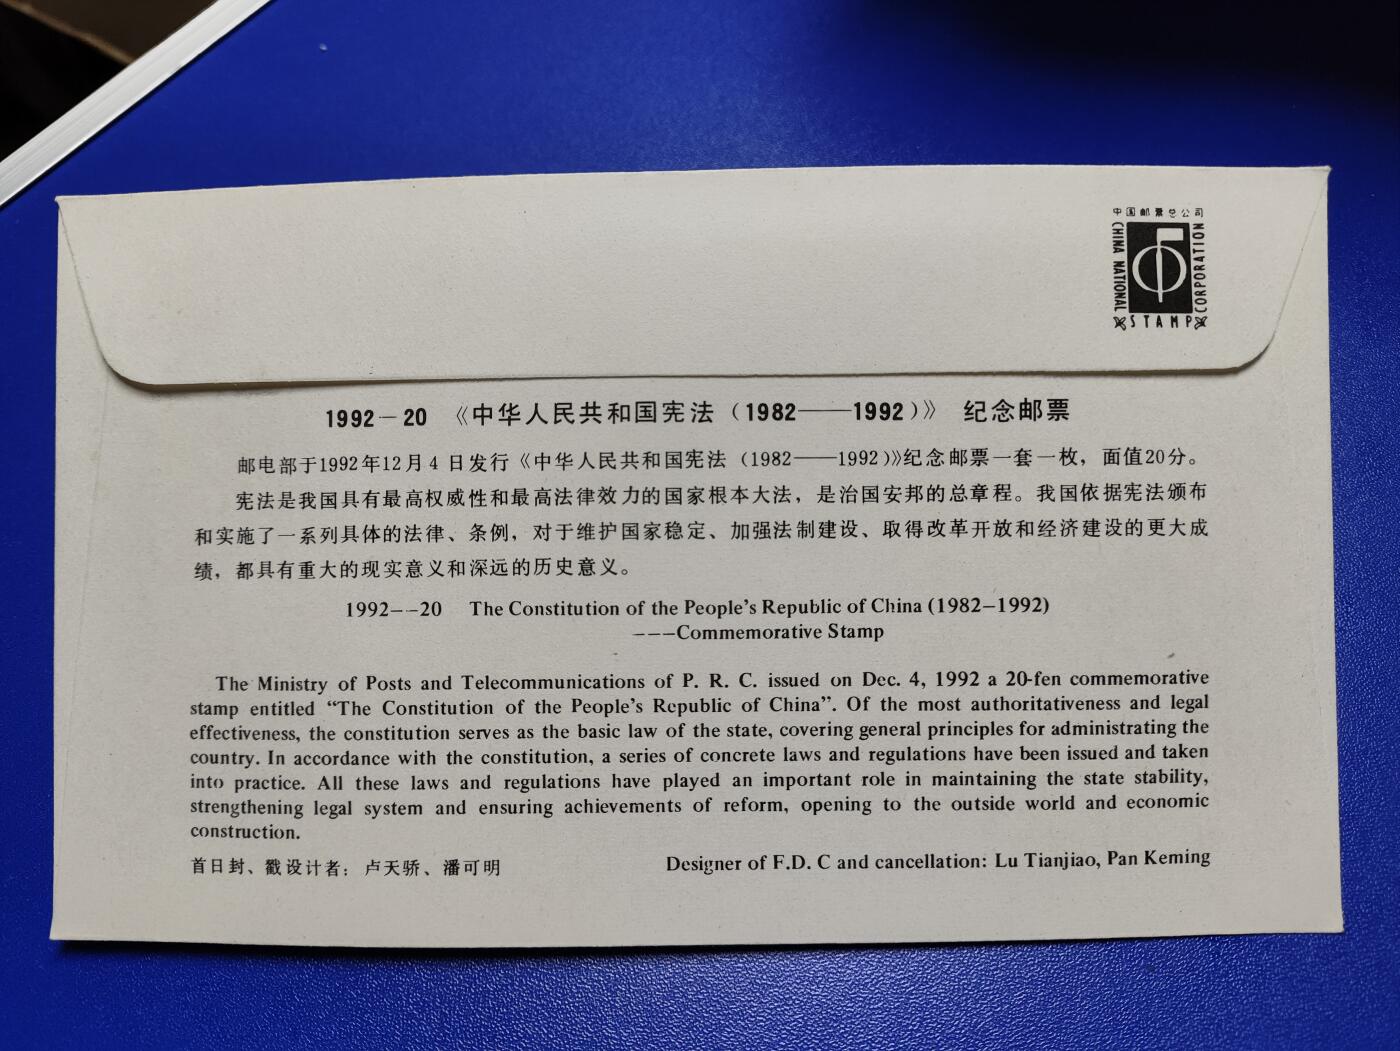 中国邮票总公司
CHINA NATIONAL
STAMP
CORPORATION
1992－20 《中华人民共和国宪法（1982——1992）》 纪念邮票
邮电部于1992年12月4日发行《中华人民共和国宪法（1982——1992）》纪念邮票一套一枚，面值20分。
宪法是我国具有最高权威性和最高法律效力的国家根本大法，是治国安邦的总章程。我国依据宪法颁布
和实施了一系列具体的法律、条例，对于维护国家稳定、加强法制建设、取得改革开放和经济建设的更大成
绩，都具有重大的现实意义和深远的历史意义。
1992--20 The Constitution of the People's Republic of China (1982-1992)
---Commemorative Stamp
The Ministry of Posts and Telecommunications of P. R. C. issued on Dec. 4, 1992 a 20-fen commemorative
stamp entitled “The Constitution of the People's Republic of China”. Of the most authoritativeness and legal
effectiveness, the constitution serves as the basic law of the state, covering general principles for administrating the
country. In accordance with the constitution, a series of concrete laws and regulations have been issued and taken
into practice. All these laws and regulations have played an important role in maintaining the state stability,
strengthening legal system and ensuring achievements of reform, opening to the outside world and economic
construction.
首日封、戳设计者：卢天骄、潘可明
Designer of F.D. C and cancellation: Lu Tianjiao, Pan Keming